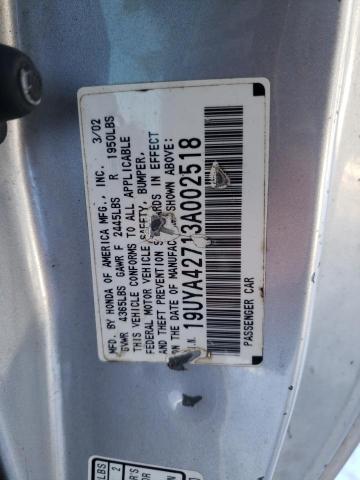 MFD. BY HONDA OF AMERICA MFG., INC. 3/02
GVWR 4365LBS GAWR F 2445LBS R 1950LBS
THIS VEHICLE CONFORMS TO ALL APPLICABLE
FEDERAL MOTOR VEHICLE SAFETY, BUMPER,
AND THEFT PREVENTION STANDARDS IN EFFECT
ON THE DATE OF MANUFACTURE SHOWN ABOVE:
19UYA42713A002518
PASSENGER CAR
LBS
2